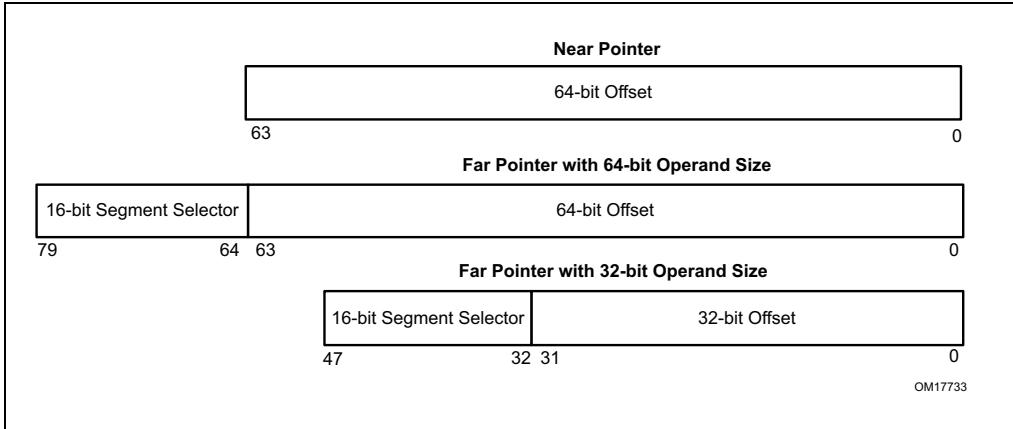 Near Pointer
64-bit Offset
63 0
Far Pointer with 64-bit Operand Size
16-bit Segment Selector 64-bit Offset
79 64 63 0
Far Pointer with 32-bit Operand Size
16-bit Segment Selector 32-bit Offset
47 32 31 0
OM17733